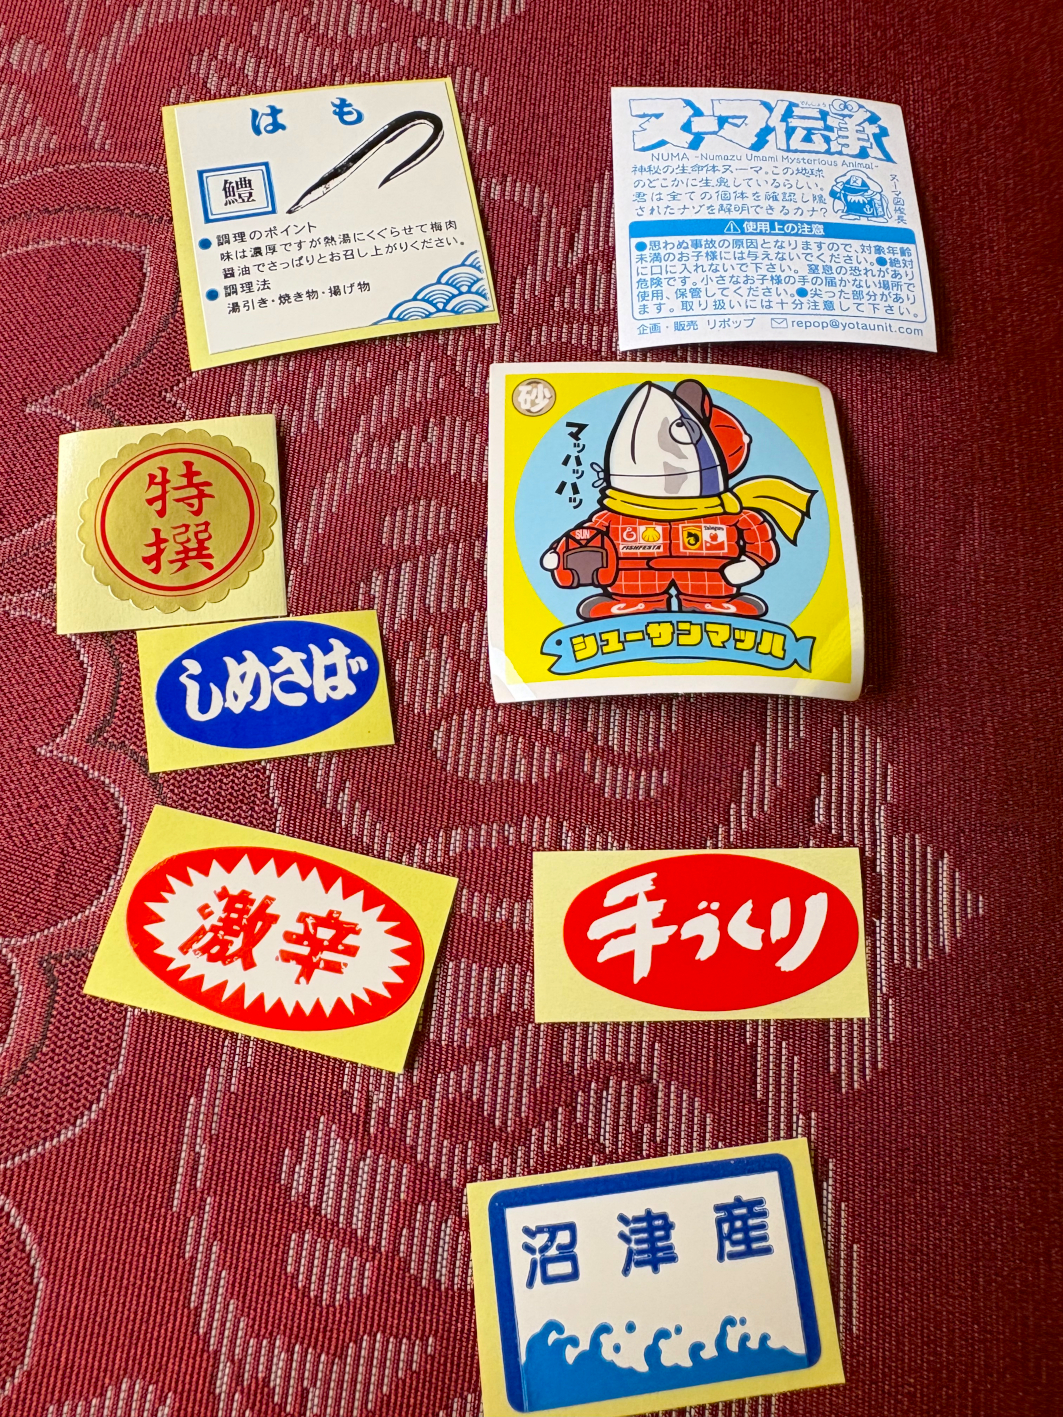 はも
鱧
●調理のポイント
味は濃厚ですが熱湯にくぐらせて梅肉
醤油でさっぱりとお召し上がりください。
●調理法
湯引き・焼き物・揚げ物
でんしょう
ヌーマ伝承
NUMA -Numazu Umami Mysterious Animal-
神秘の生命体ヌーマ。この地球
のどこかに生息しているらしい。
君は全ての個体を確認し隠
されたナゾを解明できるカナ？
⚠使用上の注意
●思わぬ事故の原因となりますので、対象年齢
未満のお子様には与えないでください。●絶対
に口に入れないで下さい。窒息の恐れがあり
危険です。小さなお子様の手の届かない場所で
使用、保管してください。●尖った部分があり
ます。取り扱いには十分注意して下さい。
企画・販売 リポップ repop@yotaunit.com
砂
マッハッハッ
SUN
FISHFESTA
シューサンマッハル
特撰
しめさば
激辛
手づくり
沼津産